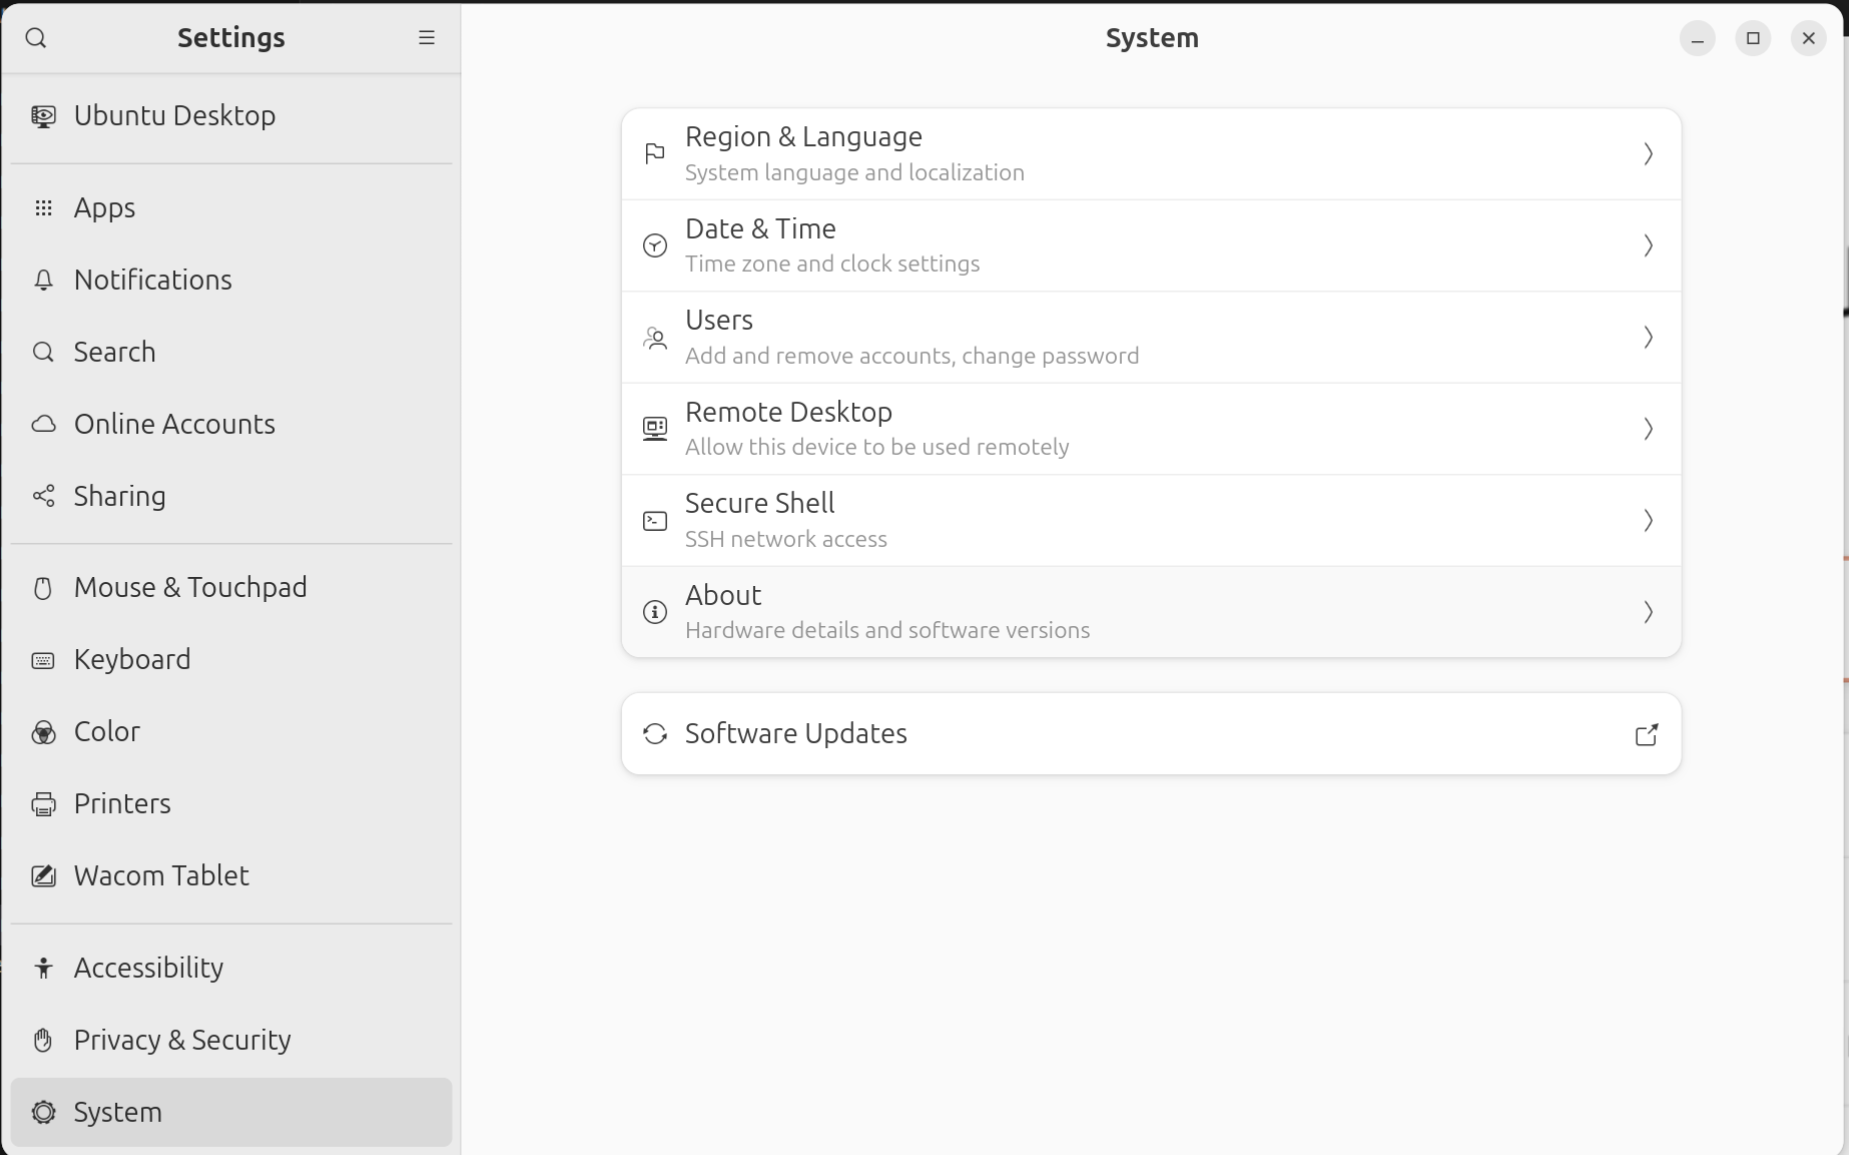 Settings
Ubuntu Desktop
Apps
Notifications
Search
Online Accounts
Sharing
Mouse & Touchpad
Keyboard
Color
Printers
Wacom Tablet
Accessibility
Privacy & Security
System
System
Region & Language
System language and localization
Date & Time
Time zone and clock settings
Users
Add and remove accounts, change password
Remote Desktop
Allow this device to be used remotely
Secure Shell
SSH network access
About
Hardware details and software versions
Software Updates